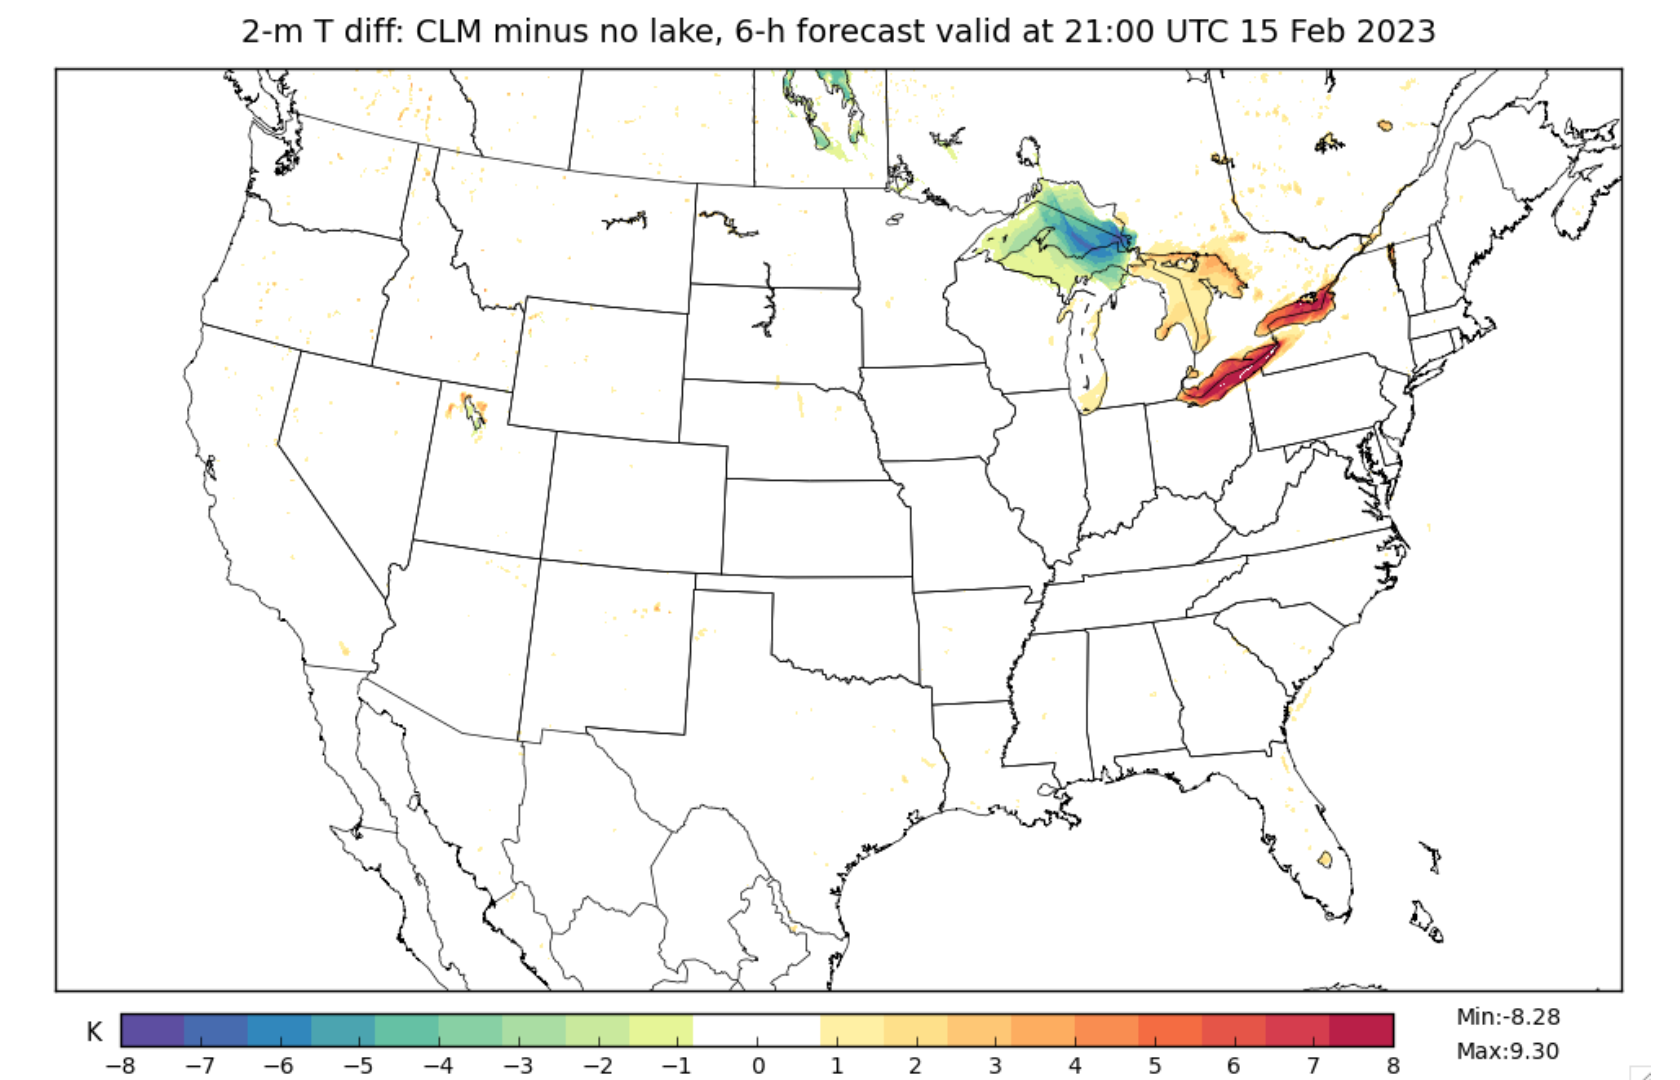 2-m T diff: CLM minus no lake, 6-h forecast valid at 21:00 UTC 15 Feb 2023
K
−8 −7 −6 −5 −4 −3 −2 −1 0 1 2 3 4 5 6 7 8
Min:-8.28
Max:9.30